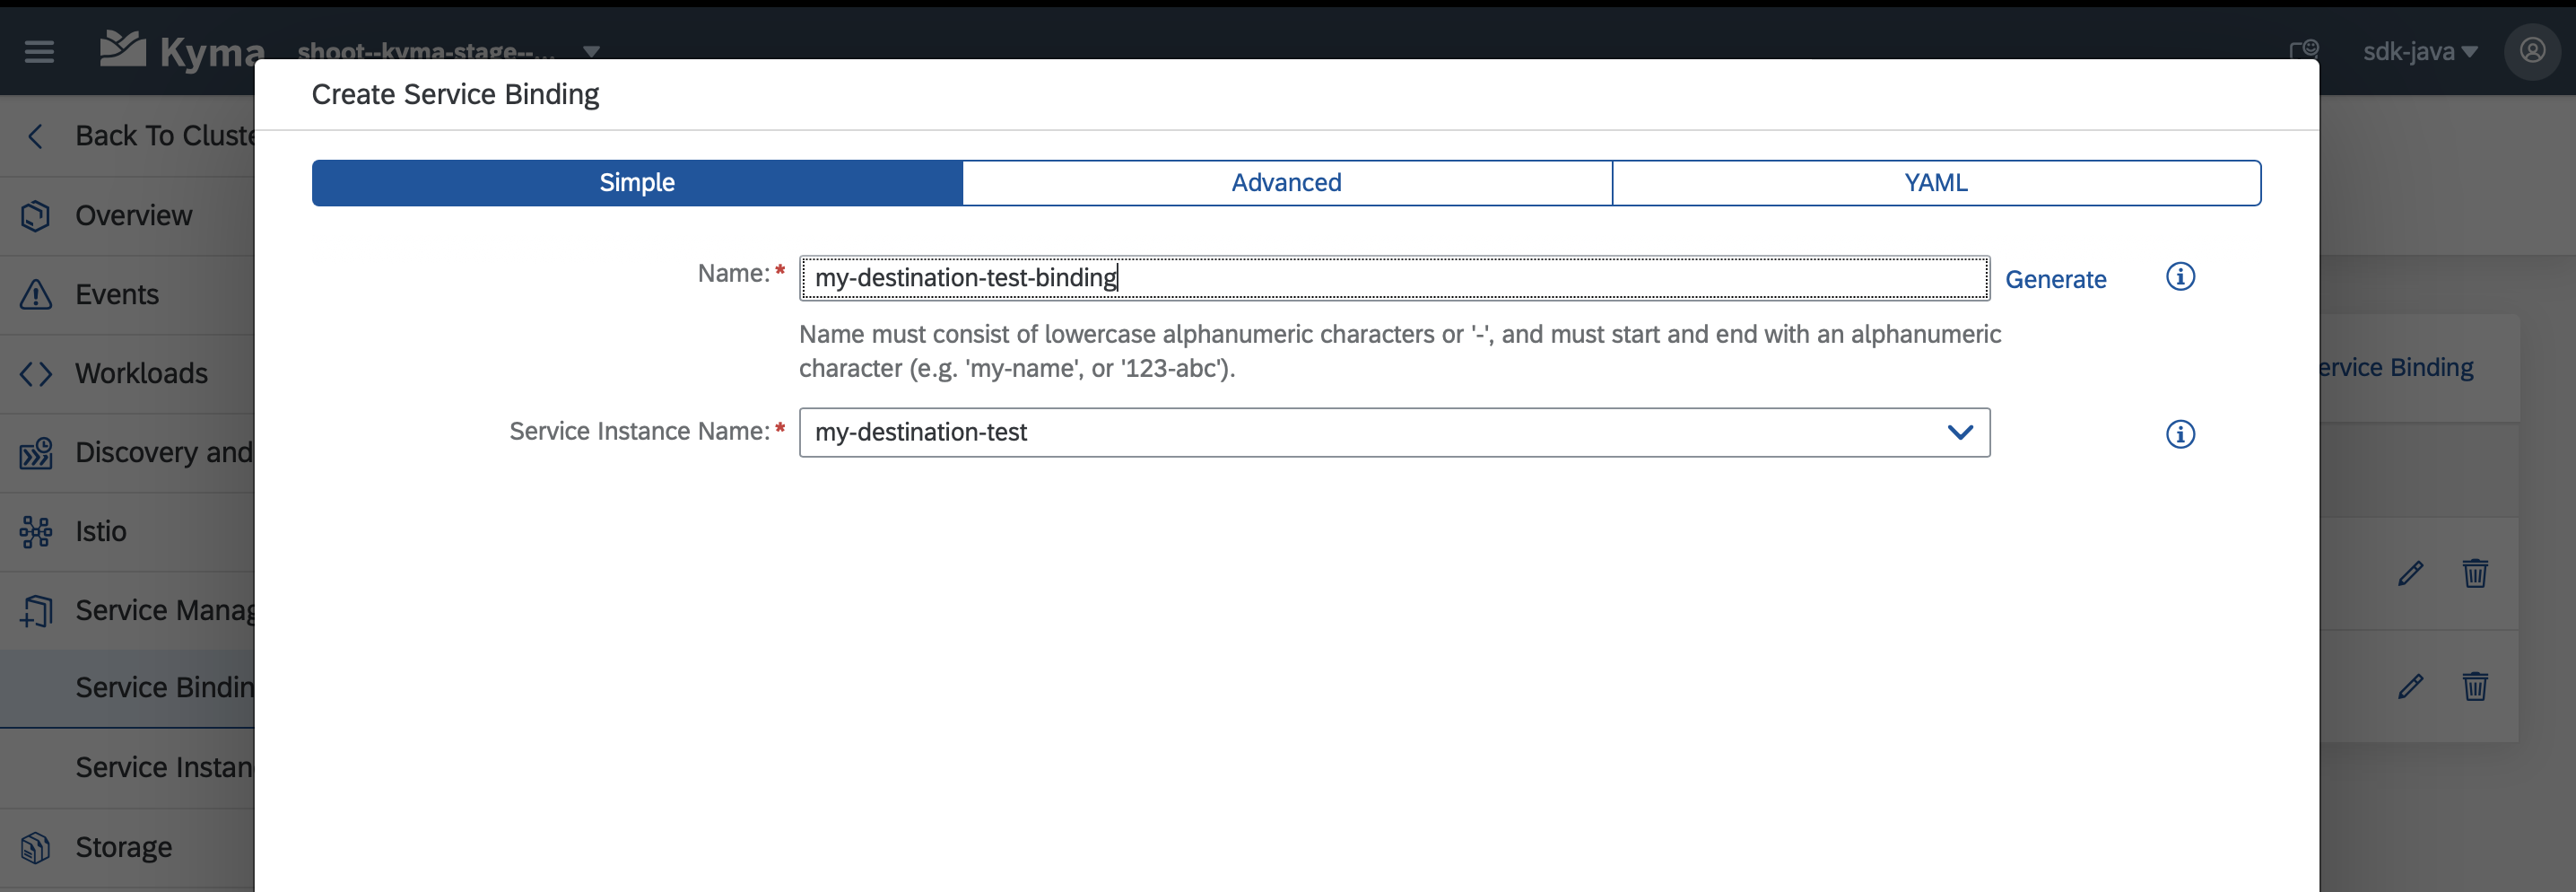 Kyma shoot--kyma-stage--... sdk-java
Create Service Binding
Back To Cluste
Simple Advanced YAML
Overview
Name:* my-destination-test-binding Generate
Events
Name must consist of lowercase alphanumeric characters or '-', and must start and end with an alphanumeric
character (e.g. 'my-name', or '123-abc').
Workloads
ervice Binding
Service Instance Name:* my-destination-test
Discovery and
Istio
Service Manag
Service Bindin
Service Instan
Storage